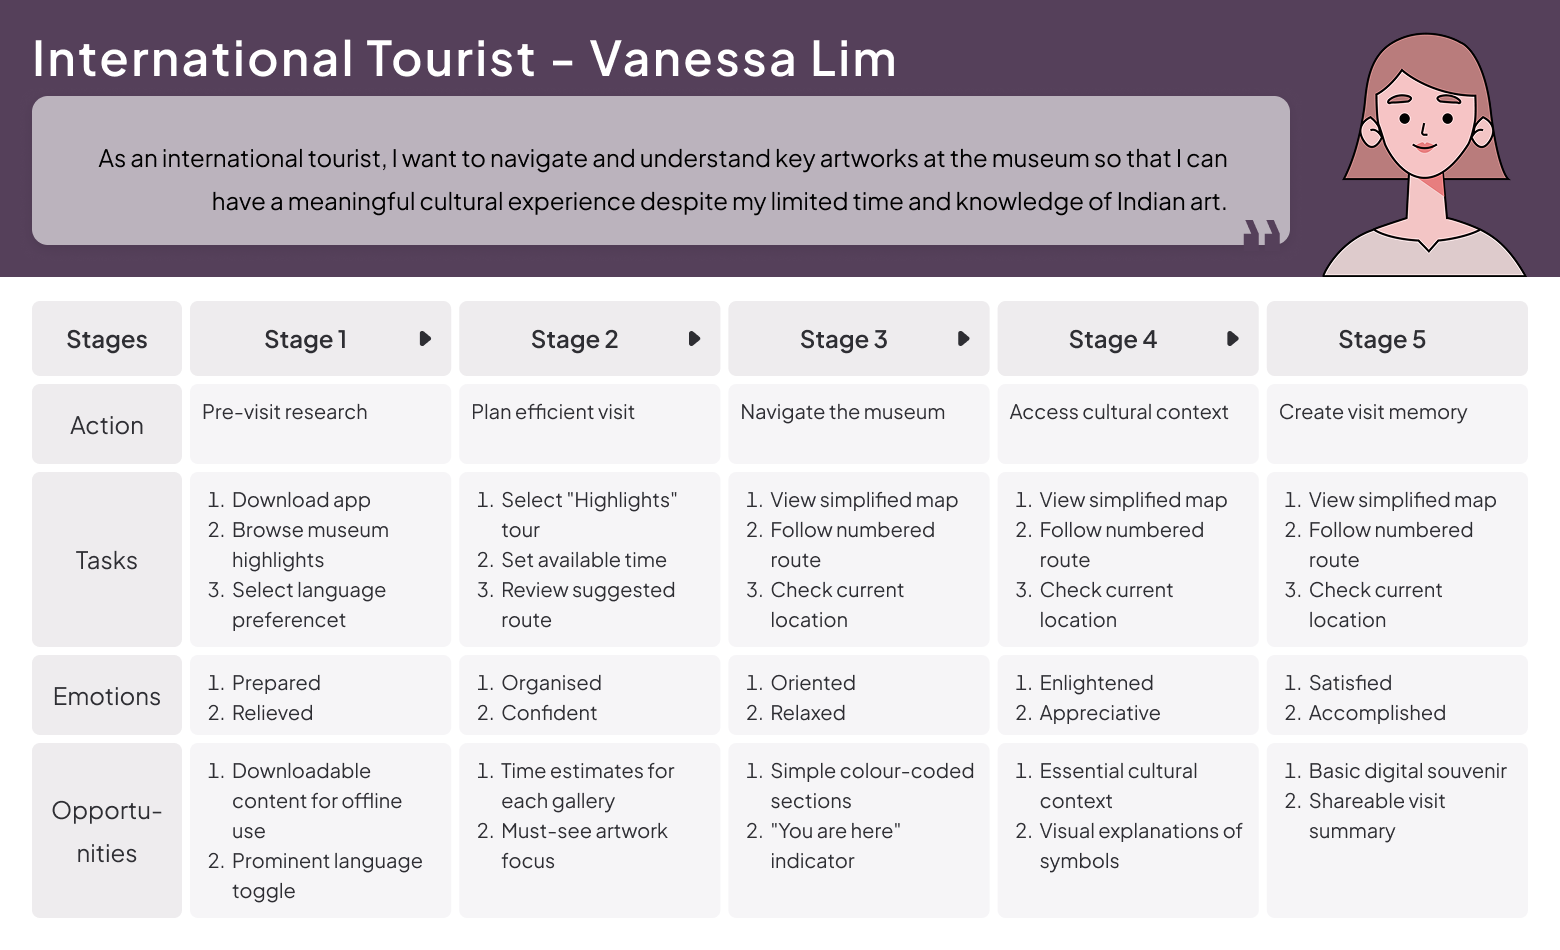 International Tourist – Vanessa Lim
As an international tourist, I want to navigate and understand key artworks at the museum so that I can
have a meaningful cultural experience despite my limited time and knowledge of Indian art.
”
Stages
Stage 1
Stage 2
Stage 3
Stage 4
Stage 5
Action
Pre-visit research
Plan efficient visit
Navigate the museum
Access cultural context
Create visit memory
Tasks
1. Download app
2. Browse museum
highlights
3. Select language
preferencet
1. Select "Highlights"
tour
2. Set available time
3. Review suggested
route
1. View simplified map
2. Follow numbered
route
3. Check current
location
1. View simplified map
2. Follow numbered
route
3. Check current
location
1. View simplified map
2. Follow numbered
route
3. Check current
location
Emotions
1. Prepared
2. Relieved
1. Organised
2. Confident
1. Oriented
2. Relaxed
1. Enlightened
2. Appreciative
1. Satisfied
2. Accomplished
Opportu-
nities
1. Downloadable
content for offline
use
2. Prominent language
toggle
1. Time estimates for
each gallery
2. Must-see artwork
focus
1. Simple colour-coded
sections
2. "You are here"
indicator
1. Essential cultural
context
2. Visual explanations of
symbols
1. Basic digital souvenir
2. Shareable visit
summary